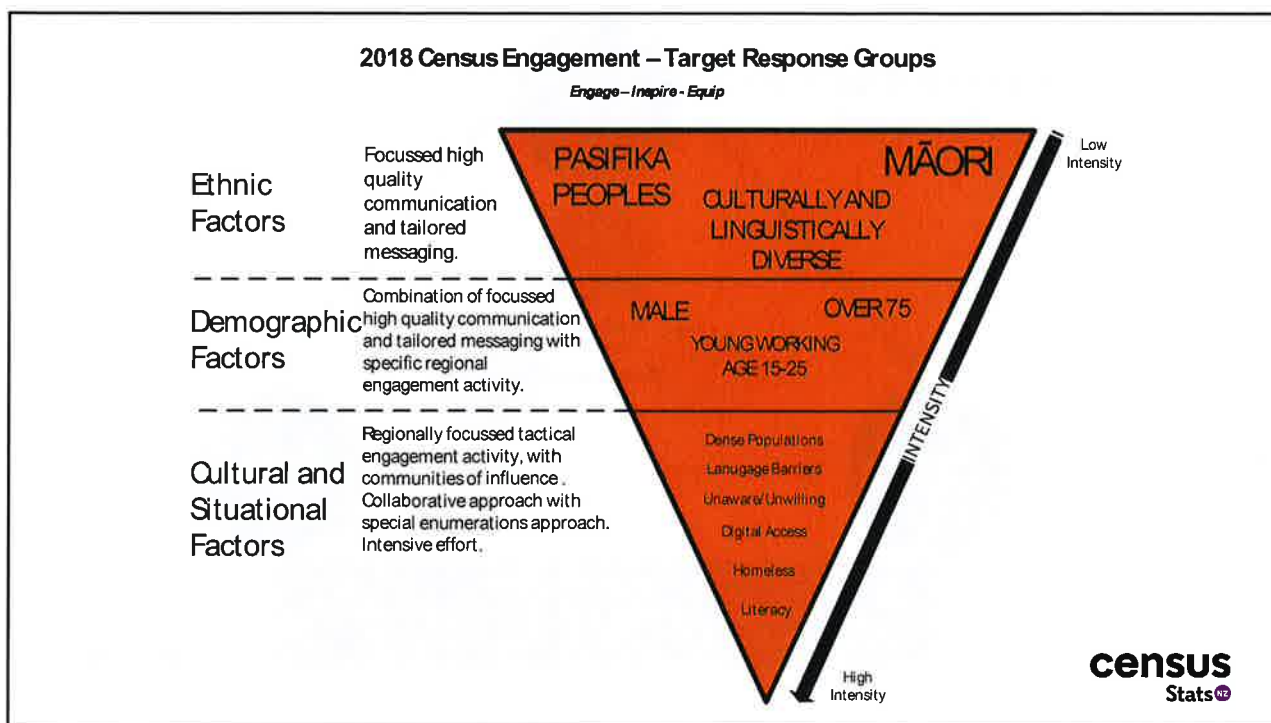 2018 Census Engagement – Target Response Groups
Engage – Inspire - Equip
Ethnic
Factors
Focussed high
quality
communication
and tailored
messaging.
PASIFIKA
PEOPLES
MĀORI
CULTURALLY AND
LINGUISTICALLY
DIVERSE
Low
Intensity
Demographic
Factors
Combination of focussed
high quality communication
and tailored messaging with
specific regional
engagement activity.
MALE
OVER 75
YOUNG WORKING
AGE 15-25
INTENSITY
Cultural and
Situational
Factors
Regionally focussed tactical
engagement activity, with
communities of influence .
Collaborative approach with
special enumerations approach.
Intensive effort.
Dense Populations
Lanugage Barriers
Unaware/Unwilling
Digital Access
Homeless
Literacy
High
Intensity
census
Stats NZ